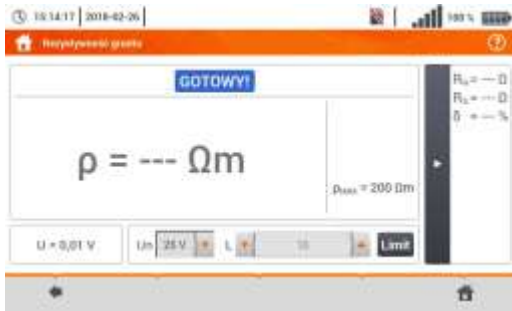 15:14:17 2018-02-26 100 %
Rezystywność gruntu
GOTOWY!
ρ = --- Ωm
ρmax = 200 Ωm
RH = --- Ω
RS = --- Ω
δ = --- %
U = 0,01 V Un 25 V L Limit